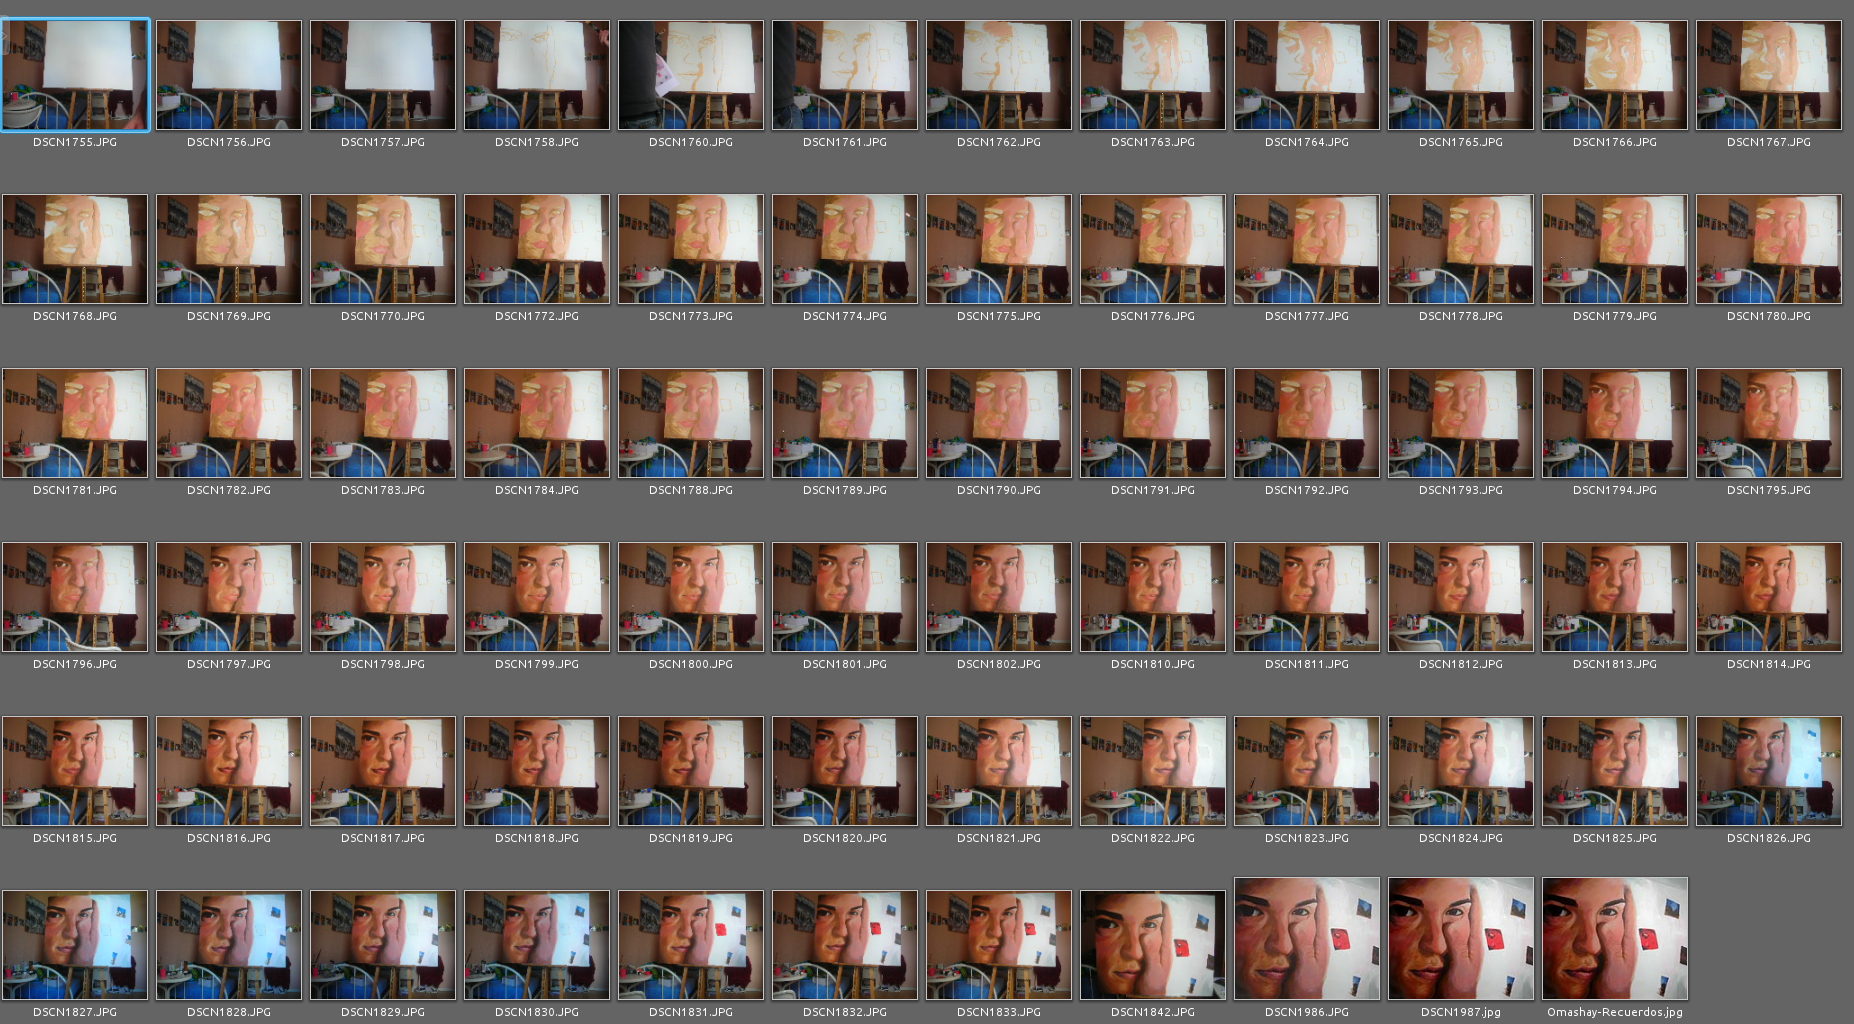 DSCN1755.JPG DSCN1756.JPG DSCN1757.JPG DSCN1758.JPG DSCN1760.JPG DSCN1761.JPG DSCN1762.JPG DSCN1763.JPG DSCN1764.JPG DSCN1765.JPG DSCN1766.JPG DSCN1767.JPG
DSCN1768.JPG DSCN1769.JPG DSCN1770.JPG DSCN1772.JPG DSCN1773.JPG DSCN1774.JPG DSCN1775.JPG DSCN1776.JPG DSCN1777.JPG DSCN1778.JPG DSCN1779.JPG DSCN1780.JPG
DSCN1781.JPG DSCN1782.JPG DSCN1783.JPG DSCN1784.JPG DSCN1788.JPG DSCN1789.JPG DSCN1790.JPG DSCN1791.JPG DSCN1792.JPG DSCN1793.JPG DSCN1794.JPG DSCN1795.JPG
DSCN1796.JPG DSCN1797.JPG DSCN1798.JPG DSCN1799.JPG DSCN1800.JPG DSCN1801.JPG DSCN1802.JPG DSCN1810.JPG DSCN1811.JPG DSCN1812.JPG DSCN1813.JPG DSCN1814.JPG
DSCN1815.JPG DSCN1816.JPG DSCN1817.JPG DSCN1818.JPG DSCN1819.JPG DSCN1820.JPG DSCN1821.JPG DSCN1822.JPG DSCN1823.JPG DSCN1824.JPG DSCN1825.JPG DSCN1826.JPG
DSCN1827.JPG DSCN1828.JPG DSCN1829.JPG DSCN1830.JPG DSCN1831.JPG DSCN1832.JPG DSCN1833.JPG DSCN1842.JPG DSCN1986.JPG DSCN1987.jpg Omashay-Recuerdos.jpg